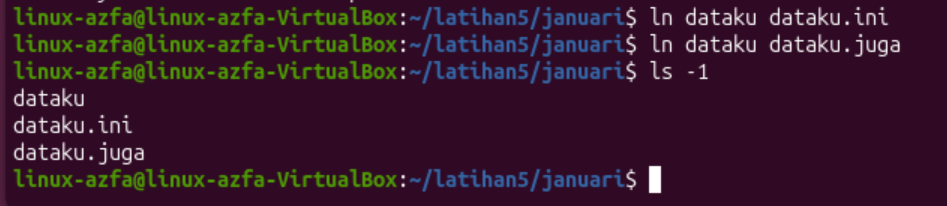 linux-azfa@linux-azfa-VirtualBox:~/latihan5/januari$ ln dataku dataku.ini
linux-azfa@linux-azfa-VirtualBox:~/latihan5/januari$ ln dataku dataku.juga
linux-azfa@linux-azfa-VirtualBox:~/latihan5/januari$ ls -1
dataku
dataku.ini
dataku.juga
linux-azfa@linux-azfa-VirtualBox:~/latihan5/januari$